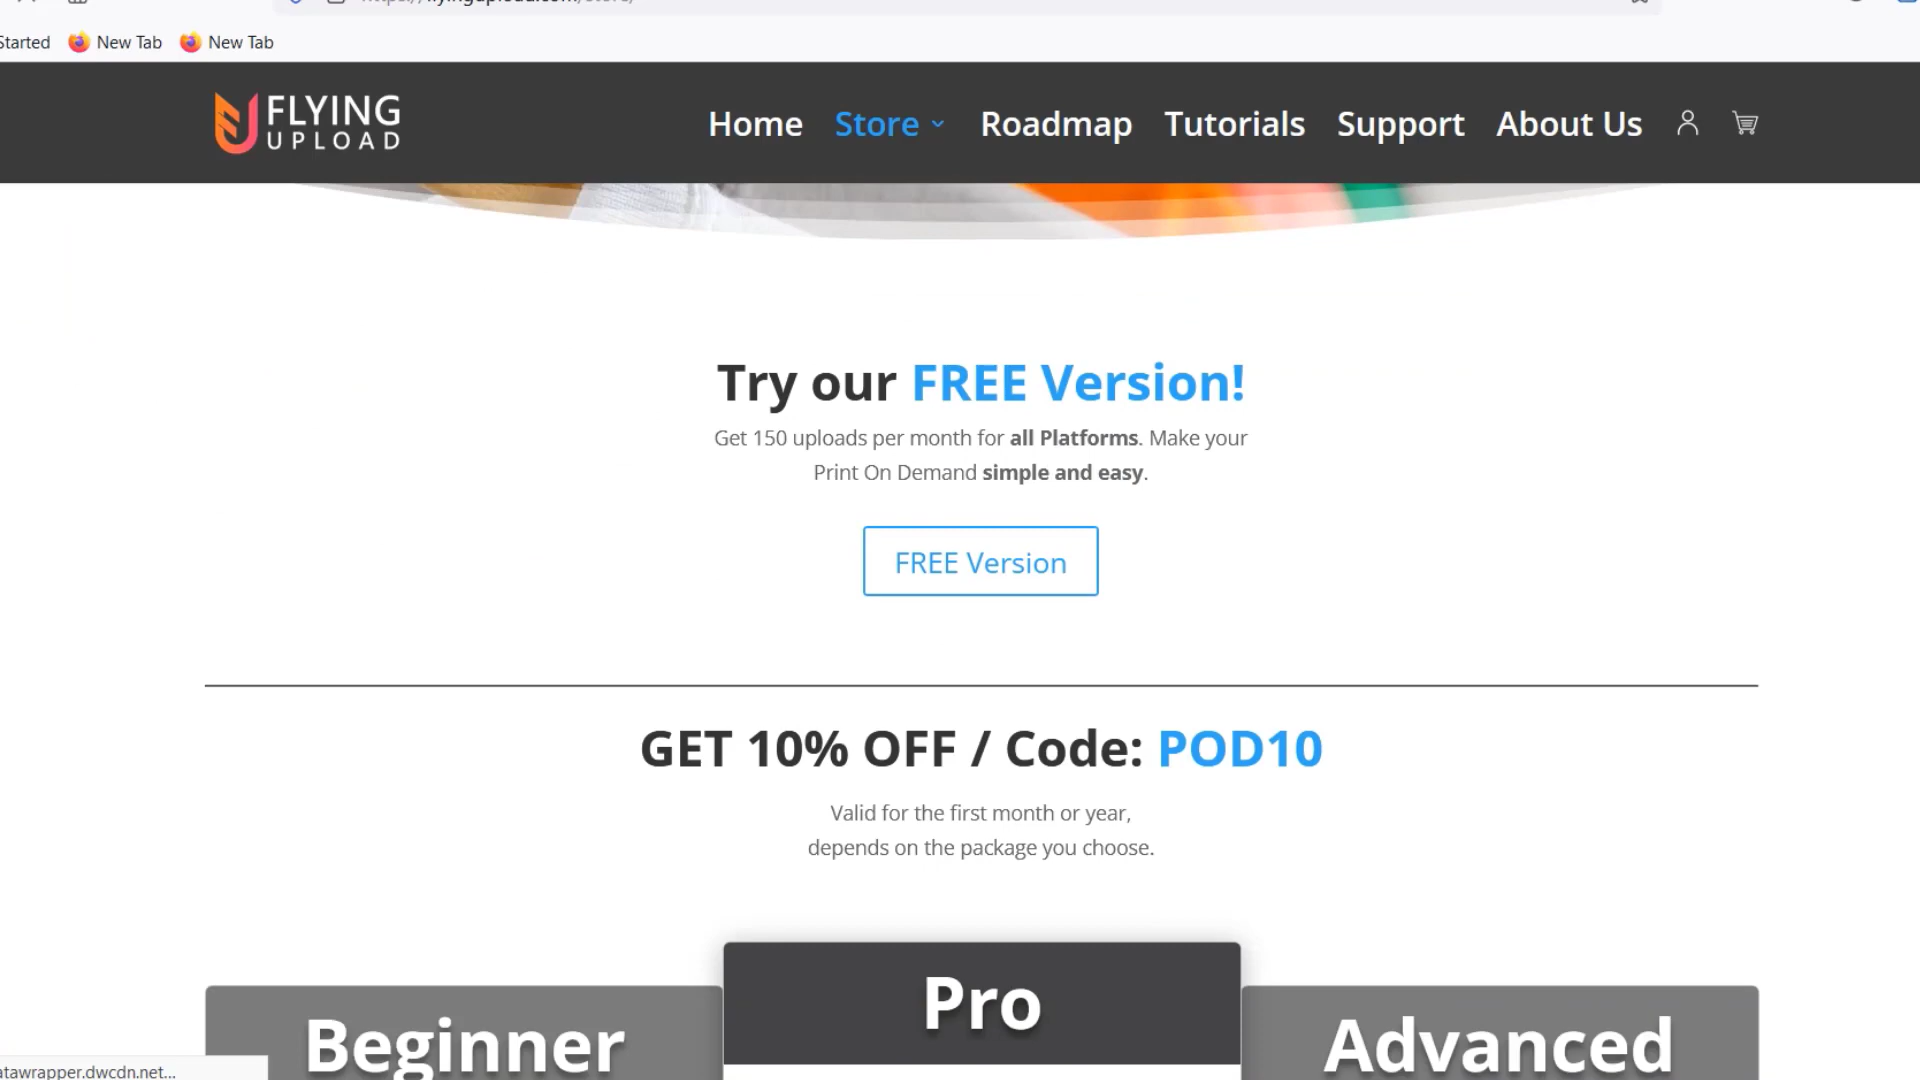 Started New Tab New Tab
FLYING
UPLOAD
Home Store Roadmap Tutorials Support About Us
Try our FREE Version!
Get 150 uploads per month for all Platforms. Make your
Print On Demand simple and easy.
FREE Version
GET 10% OFF / Code: POD10
Valid for the first month or year,
depends on the package you choose.
Pro
Beginner Advanced
atawrapper.dwcdn.net...